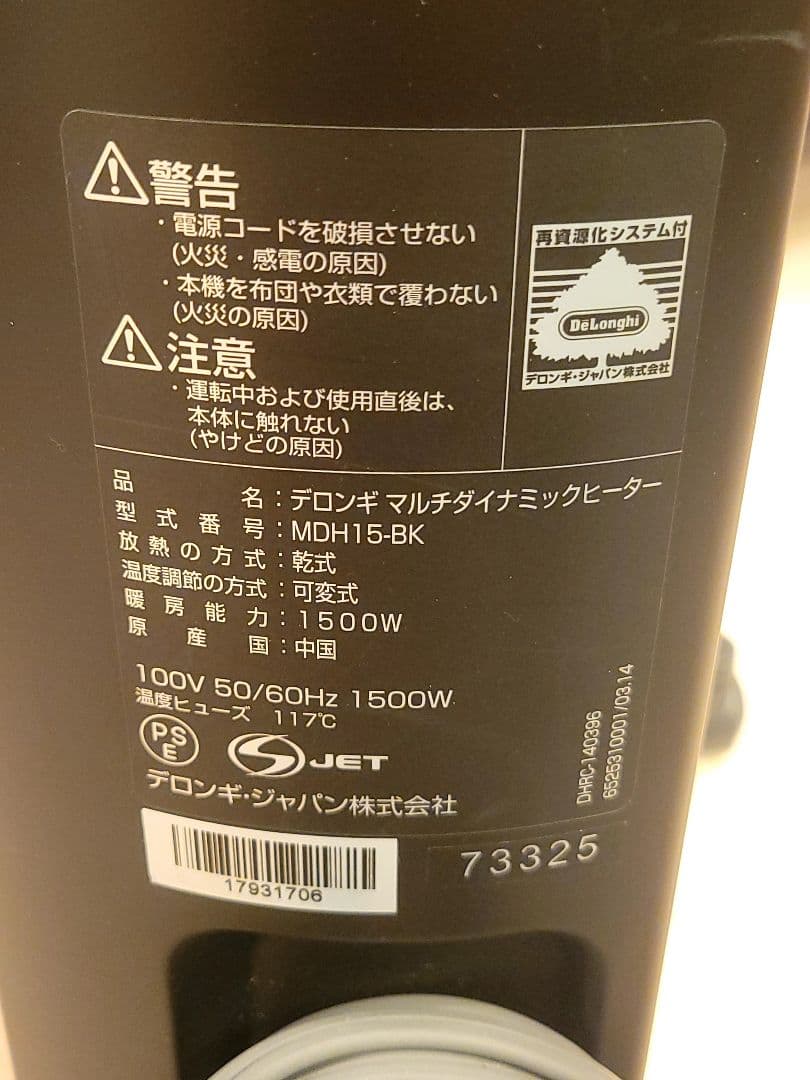 警告
・電源コードを破損させない
(火災・感電の原因)
・本機を布団や衣類で覆わない
(火災の原因)
注意
・運転中および使用直後は、
本体に触れない
(やけどの原因)
再資源化システム付
DeLonghi
デロンギ・ジャパン株式会社
品名：デロンギ マルチダイナミックヒーター
型式番号：MDH15-BK
放熱の方式：乾式
温度調節の方式：可変式
暖房能力：1500W
原産国：中国
100V 50/60Hz 1500W
温度ヒューズ 117℃
PSE
JET
デロンギ・ジャパン株式会社
DHRC-140396
6525310001/03.14
17931706
73325